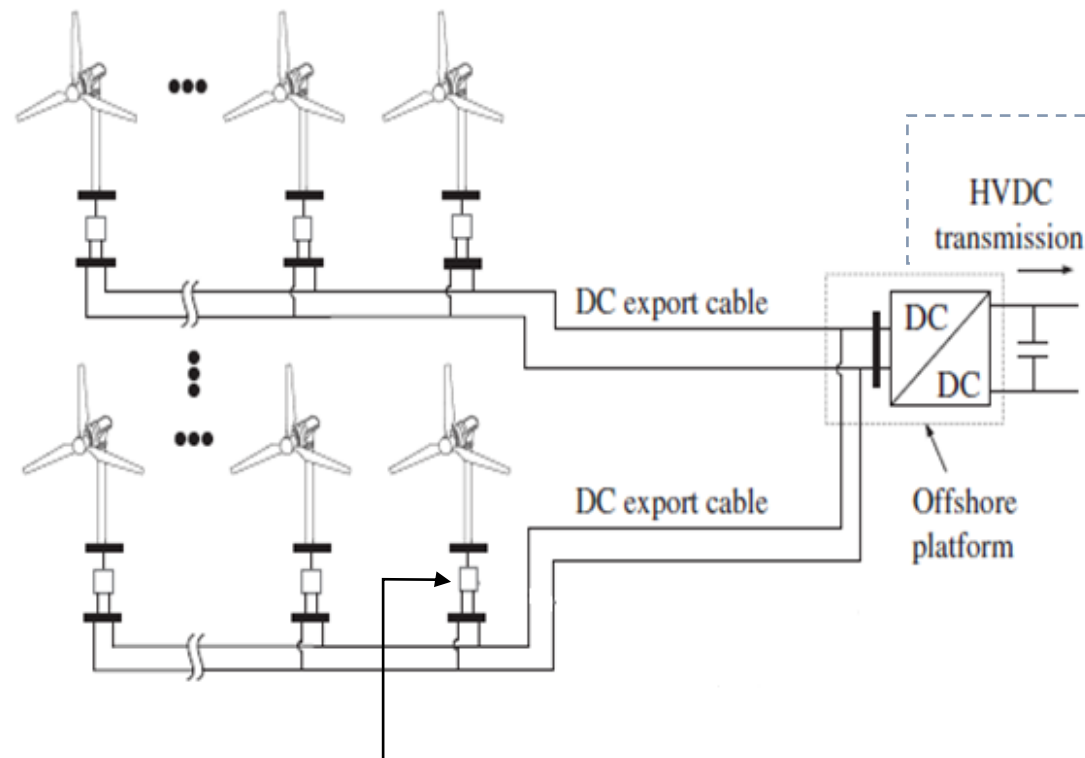 HVDC
transmission
DC export cable
DC
DC
DC export cable
Offshore
platform